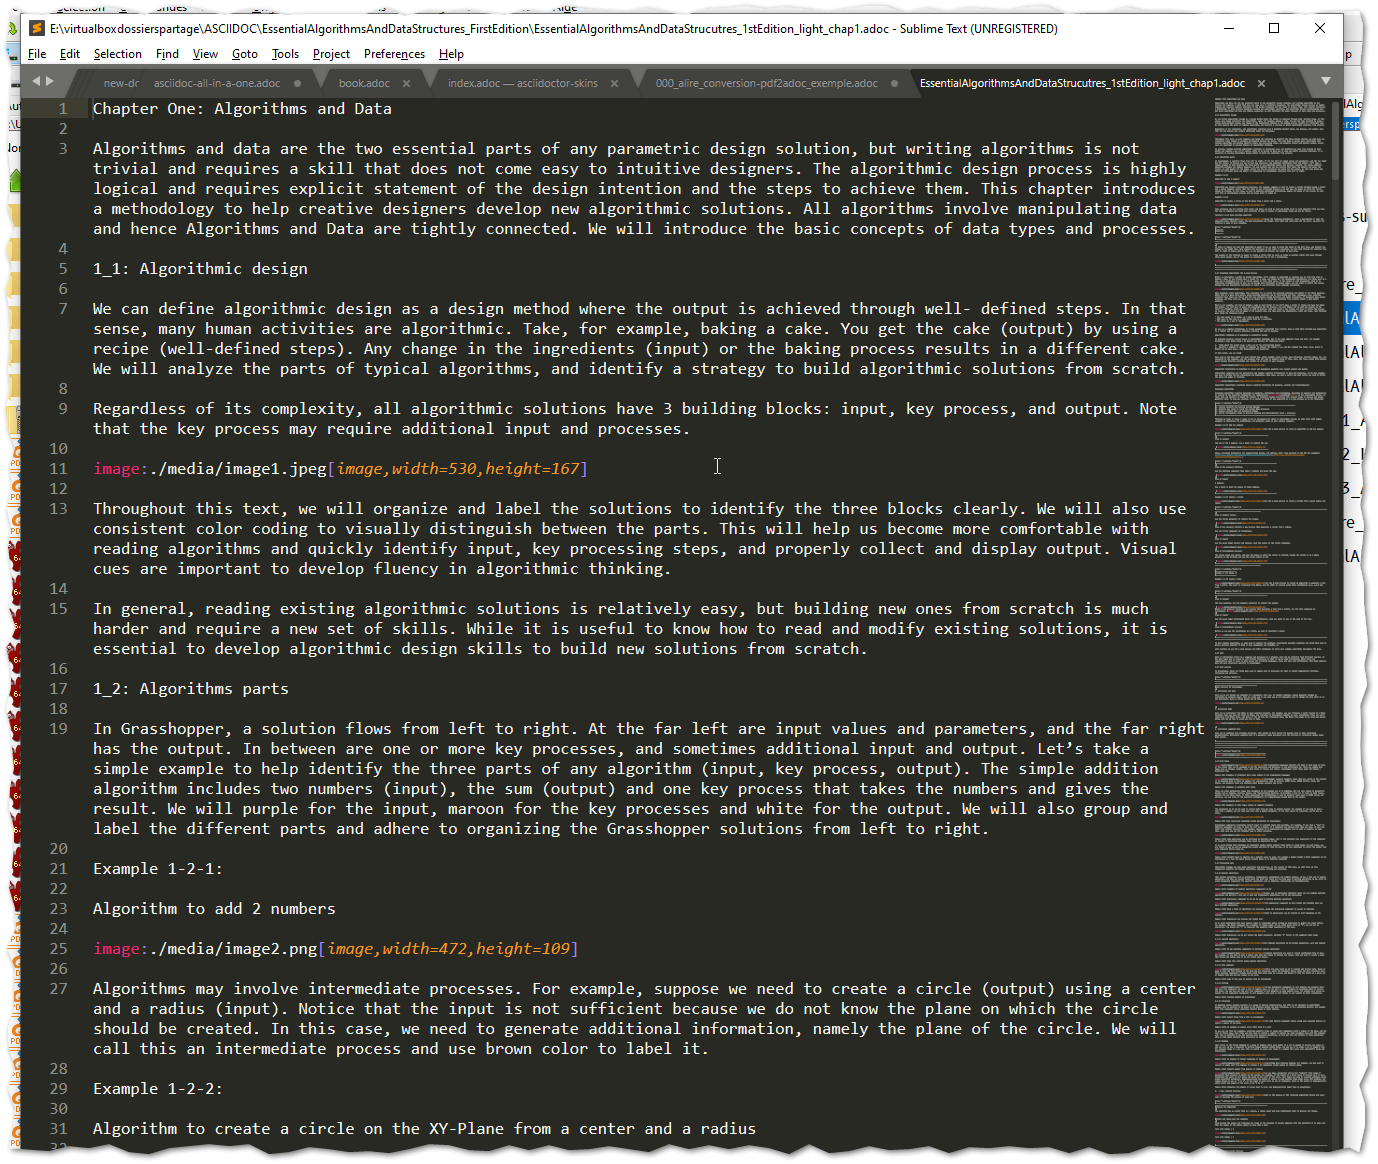 E:\virtualboxdossierspartage\ASCIIDOC\EssentialAlgorithmsAndDataStructures_FirstEdition\EssentialAlgorithmsAndDataStrucutres_1stEdition_light_chap1.adoc - Sublime Text (UNREGISTERED)
File Edit Selection Find View Goto Tools Project Preferences Help
new-dc asciidoc-all-in-a-one.adoc book.adoc index.adoc — asciidoctor-skins 000_alire_conversion-pdf2adoc_exemple.adoc EssentialAlgorithmsAndDataStrucutres_1stEdition_light_chap1.adoc
1 Chapter One: Algorithms and Data
2
3 Algorithms and data are the two essential parts of any parametric design solution, but writing algorithms is not
trivial and requires a skill that does not come easy to intuitive designers. The algorithmic design process is highly
logical and requires explicit statement of the design intention and the steps to achieve them. This chapter introduces
a methodology to help creative designers develop new algorithmic solutions. All algorithms involve manipulating data
and hence Algorithms and Data are tightly connected. We will introduce the basic concepts of data types and processes.
4
5 1_1: Algorithmic design
6
7 We can define algorithmic design as a design method where the output is achieved through well- defined steps. In that
sense, many human activities are algorithmic. Take, for example, baking a cake. You get the cake (output) by using a
recipe (well-defined steps). Any change in the ingredients (input) or the baking process results in a different cake.
We will analyze the parts of typical algorithms, and identify a strategy to build algorithmic solutions from scratch.
8
9 Regardless of its complexity, all algorithmic solutions have 3 building blocks: input, key process, and output. Note
that the key process may require additional input and processes.
10
11 image:./media/image1.jpeg[image,width=530,height=167]
12
13 Throughout this text, we will organize and label the solutions to identify the three blocks clearly. We will also use
consistent color coding to visually distinguish between the parts. This will help us become more comfortable with
reading algorithms and quickly identify input, key processing steps, and properly collect and display output. Visual
cues are important to develop fluency in algorithmic thinking.
14
15 In general, reading existing algorithmic solutions is relatively easy, but building new ones from scratch is much
harder and require a new set of skills. While it is useful to know how to read and modify existing solutions, it is
essential to develop algorithmic design skills to build new solutions from scratch.
16
17 1_2: Algorithms parts
18
19 In Grasshopper, a solution flows from left to right. At the far left are input values and parameters, and the far right
has the output. In between are one or more key processes, and sometimes additional input and output. Let’s take a
simple example to help identify the three parts of any algorithm (input, key process, output). The simple addition
algorithm includes two numbers (input), the sum (output) and one key process that takes the numbers and gives the
result. We will purple for the input, maroon for the key processes and white for the output. We will also group and
label the different parts and adhere to organizing the Grasshopper solutions from left to right.
20
21 Example 1-2-1:
22
23 Algorithm to add 2 numbers
24
25 image:./media/image2.png[image,width=472,height=109]
26
27 Algorithms may involve intermediate processes. For example, suppose we need to create a circle (output) using a center
and a radius (input). Notice that the input is not sufficient because we do not know the plane on which the circle
should be created. In this case, we need to generate additional information, namely the plane of the circle. We will
call this an intermediate process and use brown color to label it.
28
29 Example 1-2-2:
30
31 Algorithm to create a circle on the XY-Plane from a center and a radius